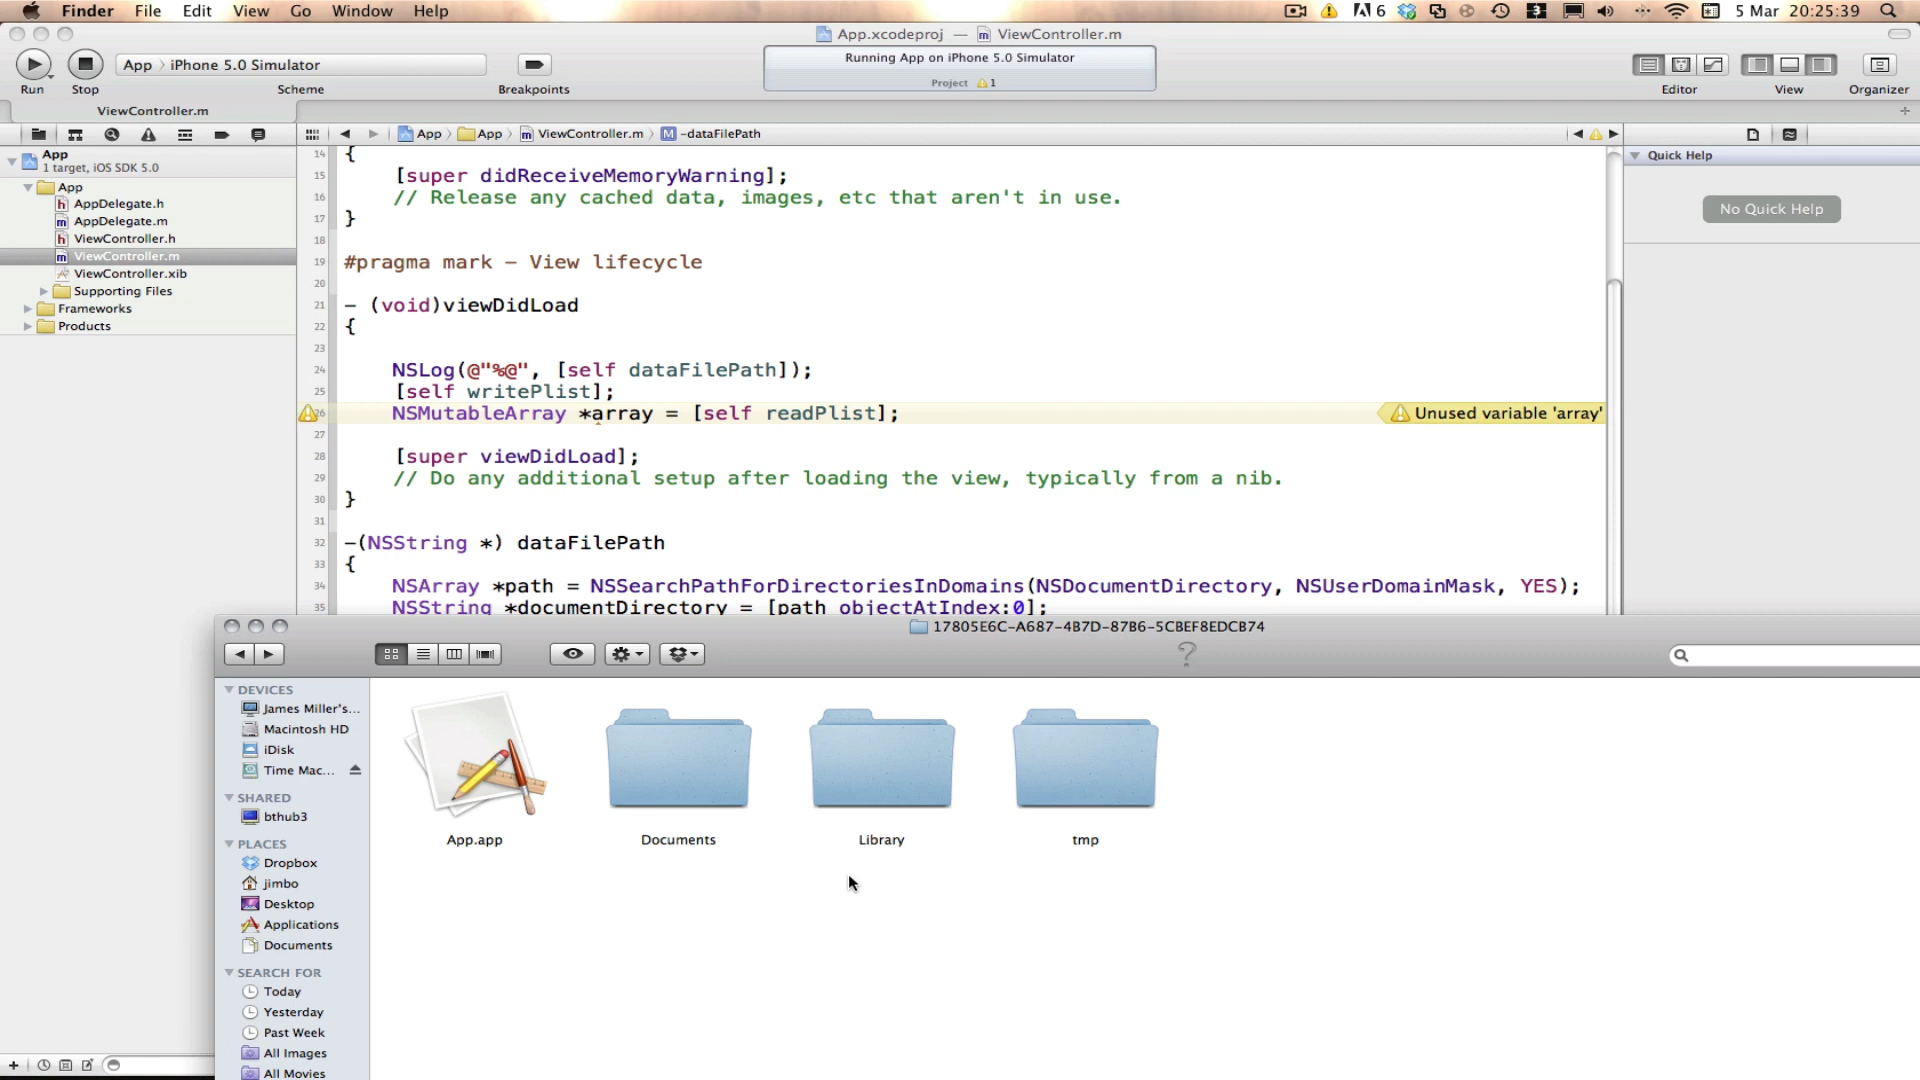 Finder File Edit View Go Window Help 6 3 5 Mar 20:25:39
App.xcodeproj — ViewController.m
App › iPhone 5.0 Simulator
Running App on iPhone 5.0 Simulator
Project 1
Run Stop Scheme Breakpoints Editor View Organizer
ViewController.m
App › App › ViewController.m › M -dataFilePath
App
1 target, iOS SDK 5.0
App
AppDelegate.h
AppDelegate.m
ViewController.h
ViewController.m
ViewController.xib
Supporting Files
Frameworks
Products
14 {
15 [super didReceiveMemoryWarning];
16 // Release any cached data, images, etc that aren't in use.
17 }
18
19 #pragma mark - View lifecycle
20
21 - (void)viewDidLoad
22 {
23
24 NSLog(@"%@", [self dataFilePath]);
25 [self writePlist];
26 NSMutableArray *array = [self readPlist]; Unused variable 'array'
27
28 [super viewDidLoad];
29 // Do any additional setup after loading the view, typically from a nib.
30 }
31
32 -(NSString *) dataFilePath
33 {
34 NSArray *path = NSSearchPathForDirectoriesInDomains(NSDocumentDirectory, NSUserDomainMask, YES);
35 NSString *documentDirectory = [path objectAtIndex:0];
Quick Help
No Quick Help
17805E6C-A687-4B7D-87B6-5CBEF8EDCB74
DEVICES
James Miller's...
Macintosh HD
iDisk
Time Mac...
SHARED
bthub3
PLACES
Dropbox
jimbo
Desktop
Applications
Documents
SEARCH FOR
Today
Yesterday
Past Week
All Images
All Movies
App.app Documents Library tmp